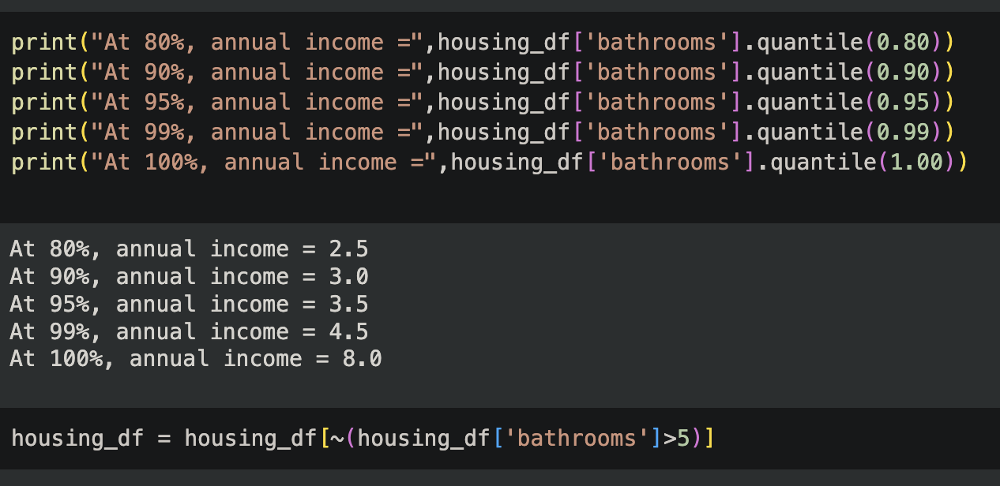 print("At 80%, annual income =",housing_df['bathrooms'].quantile(0.80))
print("At 90%, annual income =",housing_df['bathrooms'].quantile(0.90))
print("At 95%, annual income =",housing_df['bathrooms'].quantile(0.95))
print("At 99%, annual income =",housing_df['bathrooms'].quantile(0.99))
print("At 100%, annual income =",housing_df['bathrooms'].quantile(1.00))
At 80%, annual income = 2.5
At 90%, annual income = 3.0
At 95%, annual income = 3.5
At 99%, annual income = 4.5
At 100%, annual income = 8.0
housing_df = housing_df[~(housing_df['bathrooms']>5)]